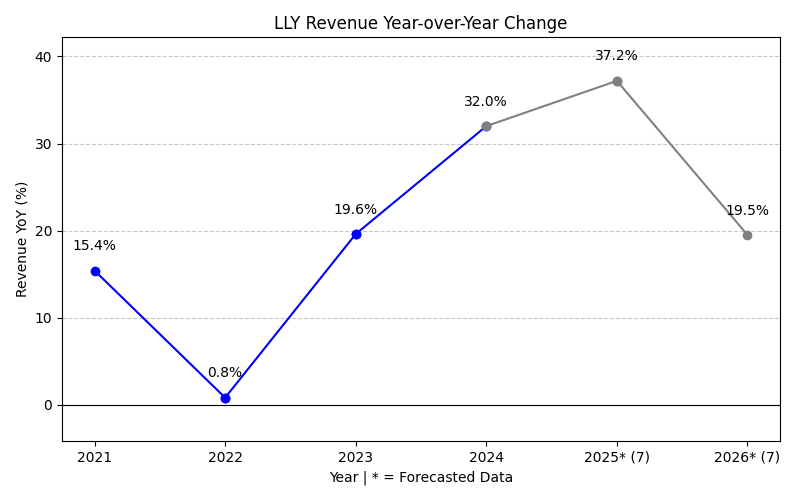 LLY Revenue Year-over-Year Change
Revenue YoY (%)
40
30
20
10
0
15.4%
0.8%
19.6%
32.0%
37.2%
19.5%
2021 2022 2023 2024 2025* (7) 2026* (7)
Year | * = Forecasted Data